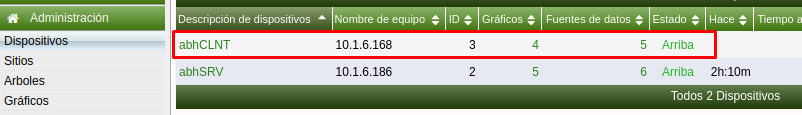 Administración
Dispositivos
Sitios
Arboles
Gráficos
Descripción de dispositivos Nombre de equipo ID Gráficos Fuentes de datos Estado Hace Tiempo a
abhCLNT 10.1.6.168 3 4 5 Arriba
abhSRV 10.1.6.186 2 5 6 Arriba 2h:10m
Todos 2 Dispositivos